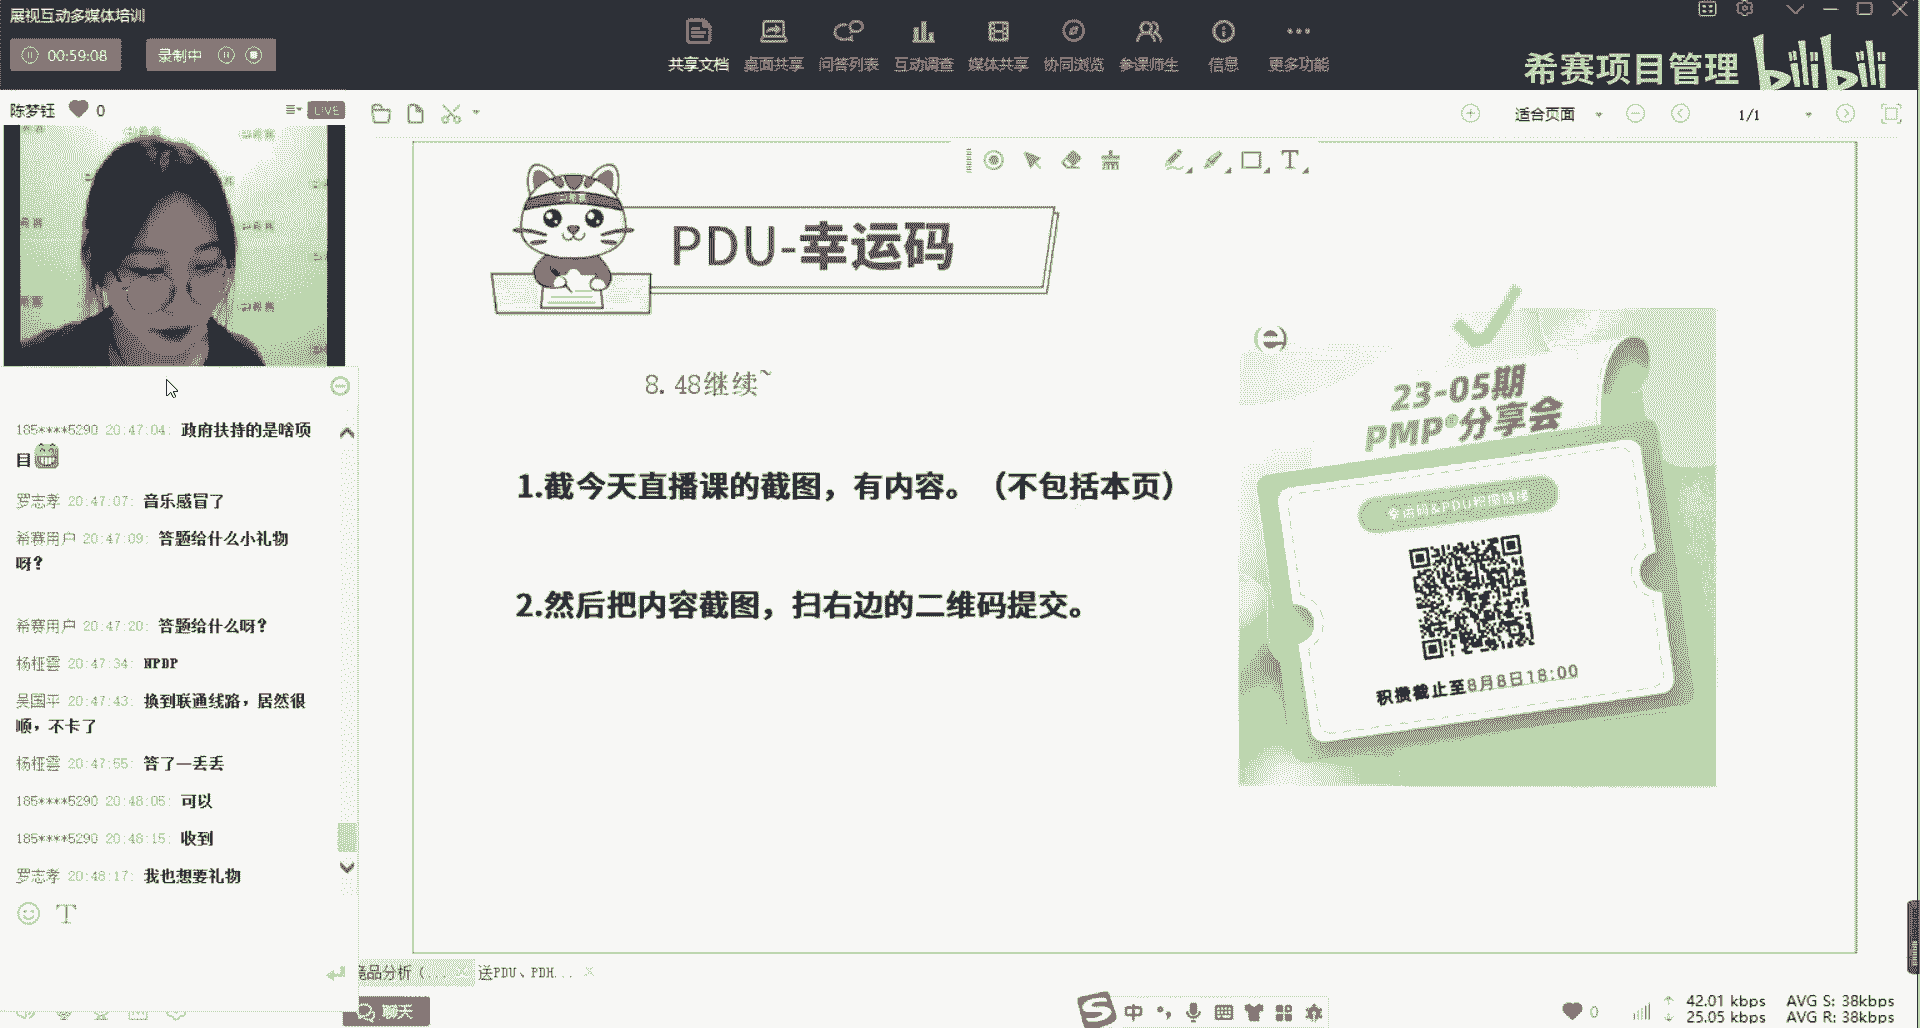 展视互动多媒体培训
00:59:08
录制中
共享文档 桌面共享 问答列表 互动调查 媒体共享 协同浏览 参课师生 信息 更多功能
希赛项目管理 bilibili
陈梦钰 0
LIVE
适合页面
1/1
PDU-幸运码
8.48继续~
1.截今天直播课的截图，有内容。（不包括本页）
2.然后把内容截图，扫右边的二维码提交。
23-05期
PMP®分享会
幸运码&PDU积攒链接
积攒截止至8月8日18:00
185****5290 20:47:04: 政府扶持的是啥项
目
罗志孝 20:47:07: 音乐感冒了
希赛用户 20:47:09: 答题给什么小礼物
呀？
希赛用户 20:47:20: 答题给什么呀？
杨桠雲 20:47:34: NPDP
吴国平 20:47:43: 换到联通线路，居然很
顺，不卡了
杨桠雲 20:47:55: 答了一丢丢
185****5290 20:48:05: 可以
185****5290 20:48:15: 收到
罗志孝 20:48:17: 我也想要礼物
竞品分析（... 送PDU、PDH...
聊天
中
0
42.01 kbps AVG S: 38kbps
25.05 kbps AVG R: 38kbps